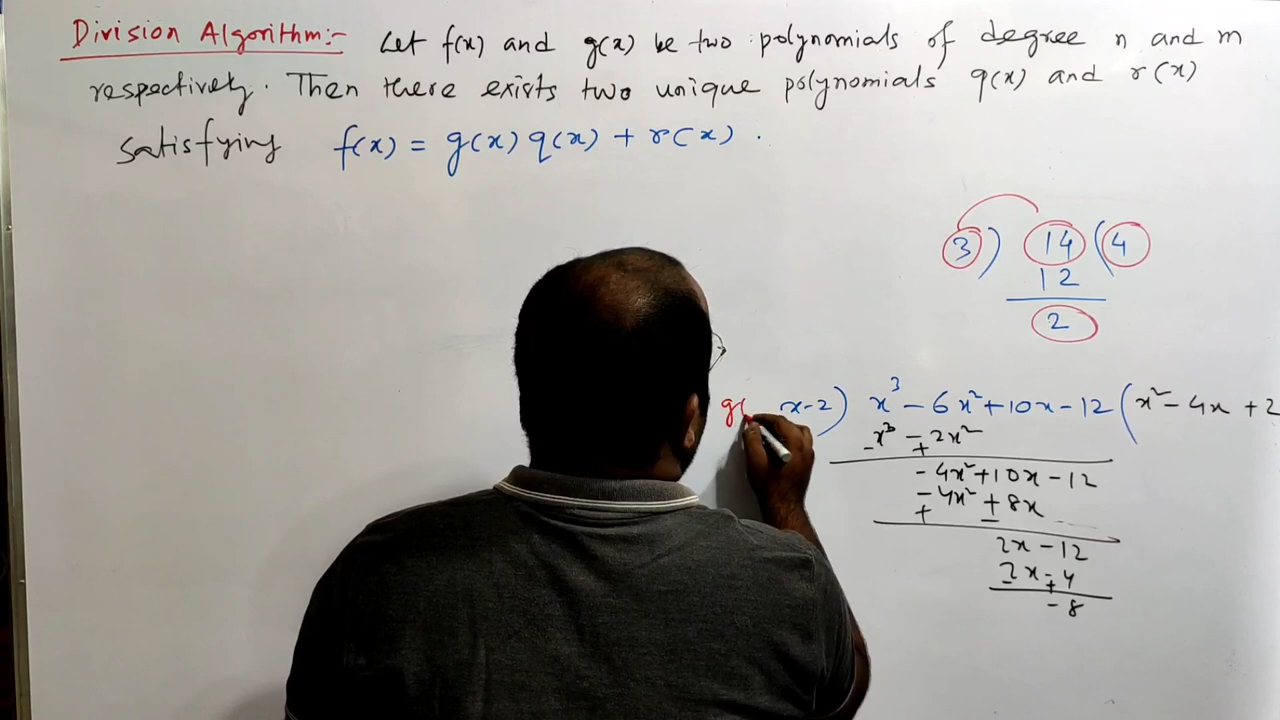 Division Algorithm:- Let f(x) and g(x) be two polynomials of degree n and m
respectively. Then there exists two unique polynomials q(x) and r(x)
satisfying f(x) = g(x) q(x) + r(x) .
3) 14 (4
12
2
g( x-2) x³ - 6x² + 10x - 12 (x² - 4x + 2
x³ - 2x²
- +
- 4x² + 10x - 12
- 4x² + 8x
+ -
2x - 12
2x - 4
- +
- 8